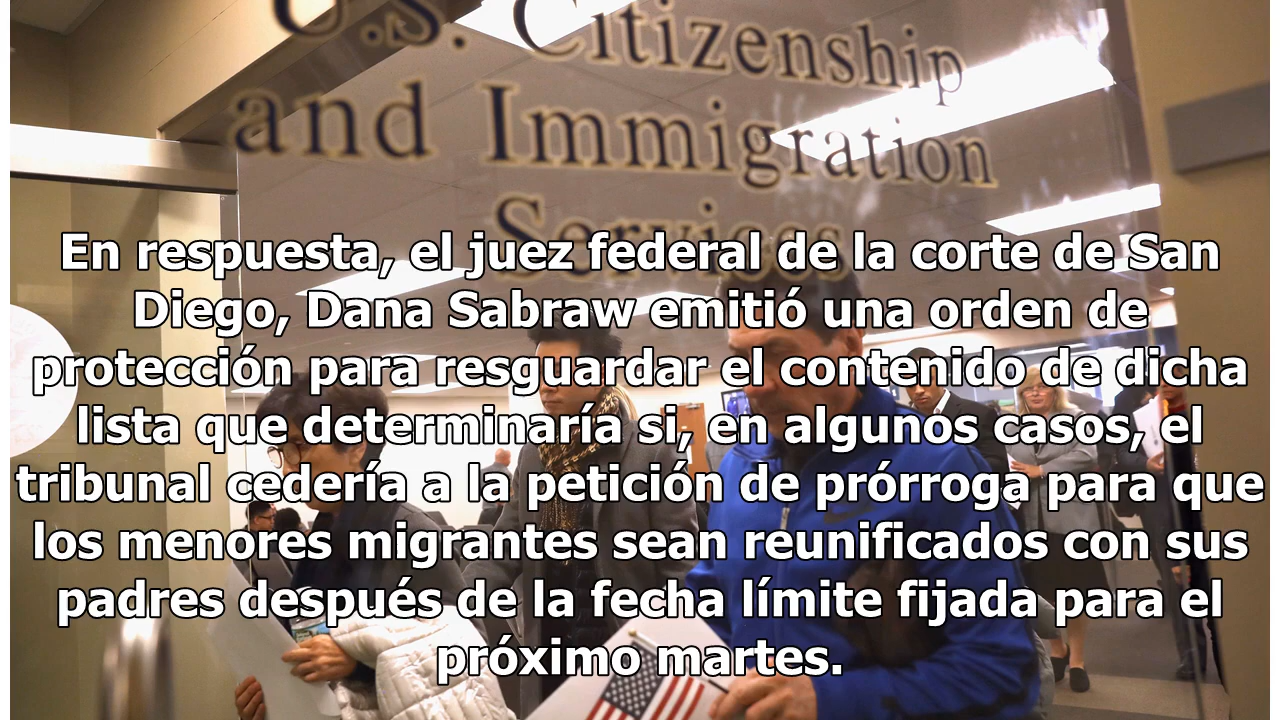 U.S. Citizenship
and Immigration
Services
En respuesta, el juez federal de la corte de San
Diego, Dana Sabraw emitió una orden de
protección para resguardar el contenido de dicha
lista que determinaría si, en algunos casos, el
tribunal cedería a la petición de prórroga para que
los menores migrantes sean reunificados con sus
padres después de la fecha límite fijada para el
próximo martes.